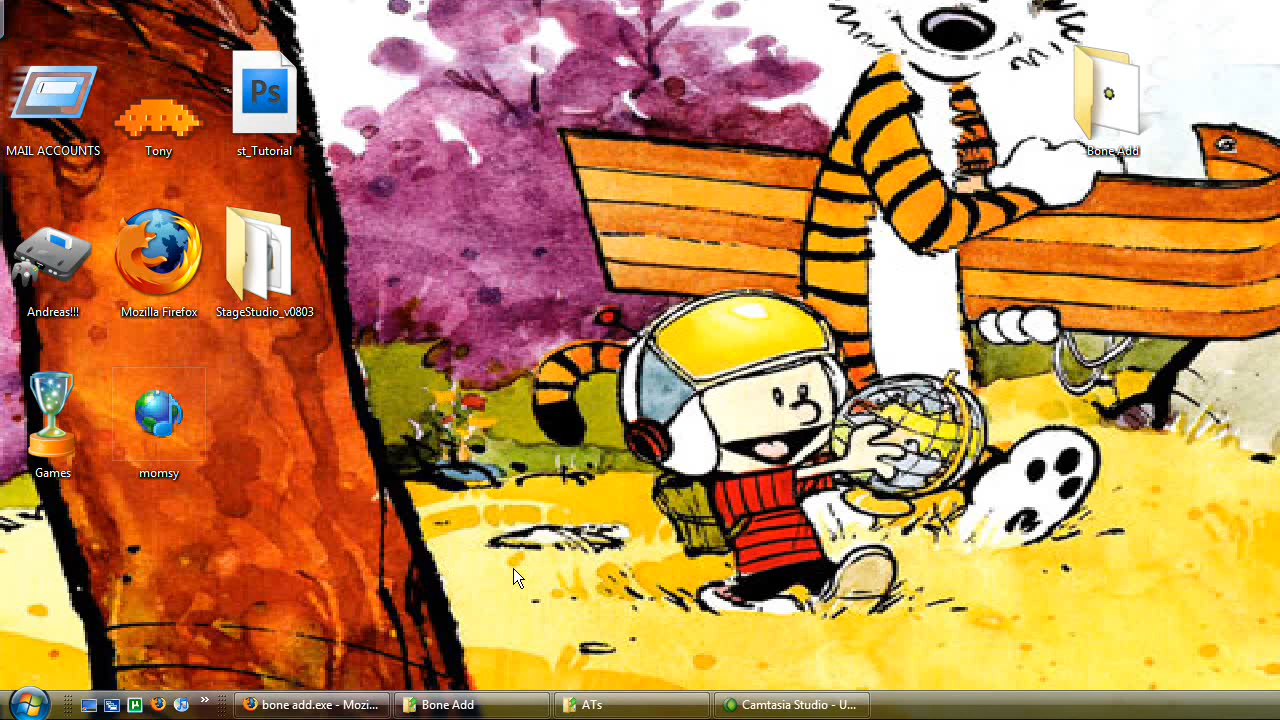 Ps
MAIL ACCOUNTS
Tony
st_Tutorial
Bone Add
Andreas!!!
Mozilla Firefox
StageStudio_v0803
Games
momsy
µ
»
bone add.exe - Mozi...
Bone Add
ATs
Camtasia Studio - U...